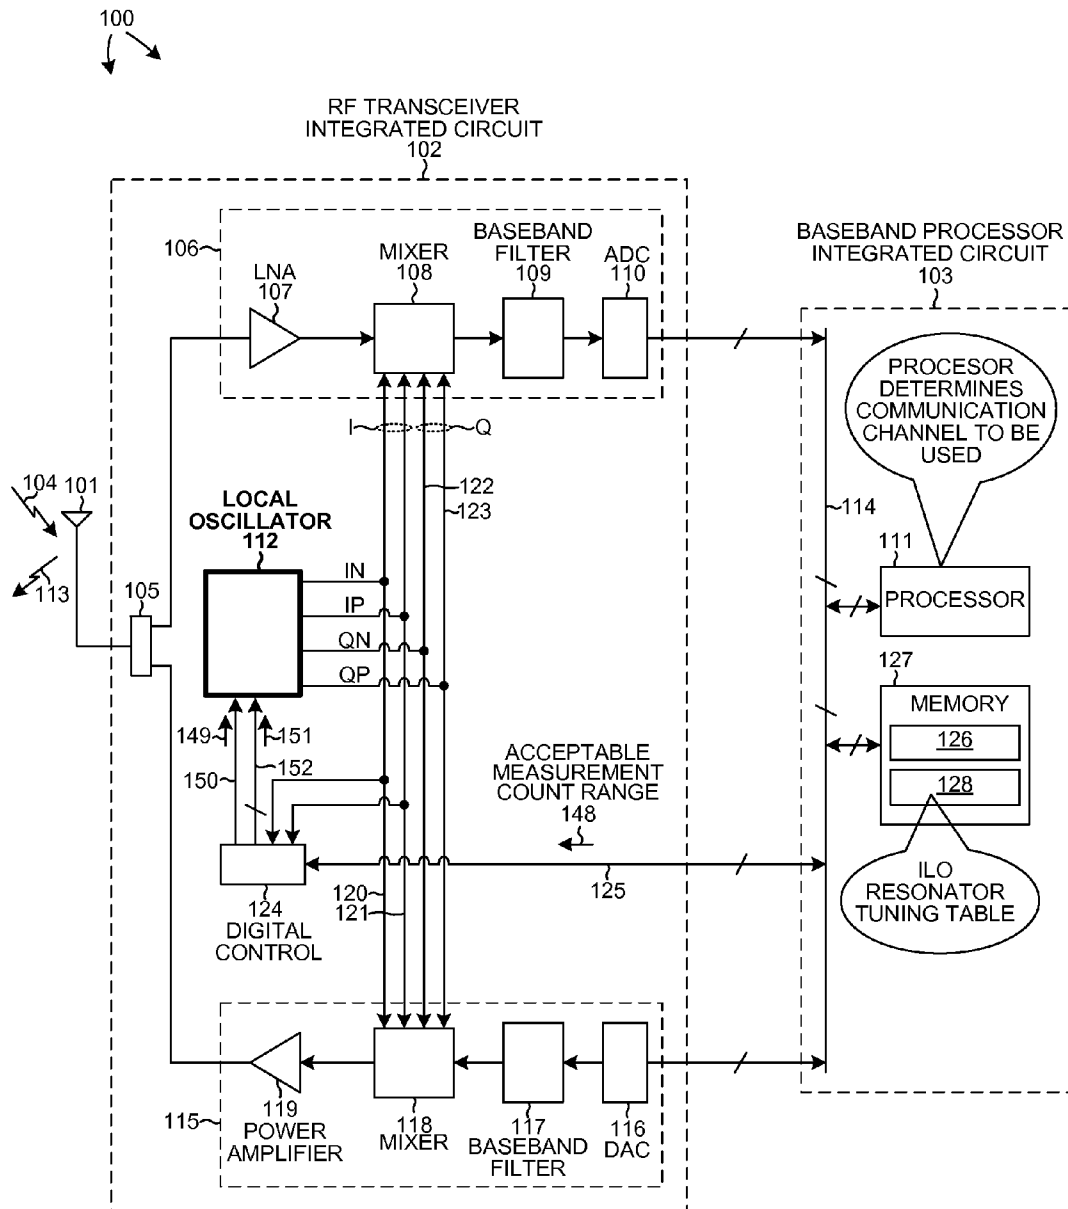 100
RF TRANSCEIVER
INTEGRATED CIRCUIT
102
BASEBAND PROCESSOR
INTEGRATED CIRCUIT
103
106
LNA
107
MIXER
108
BASEBAND
FILTER
109
ADC
110
PROCESOR
DETERMINES
COMMUNICATION
CHANNEL TO BE
USED
I
Q
104
101
113
105
LOCAL
OSCILLATOR
112
122
123
114
111
PROCESSOR
IN
IP
QN
QP
127
MEMORY
126
128
149
151
150
152
ACCEPTABLE
MEASUREMENT
COUNT RANGE
148
125
124
DIGITAL
CONTROL
120
121
ILO
RESONATOR
TUNING TABLE
115
119
POWER
AMPLIFIER
118
MIXER
117
BASEBAND
FILTER
116
DAC